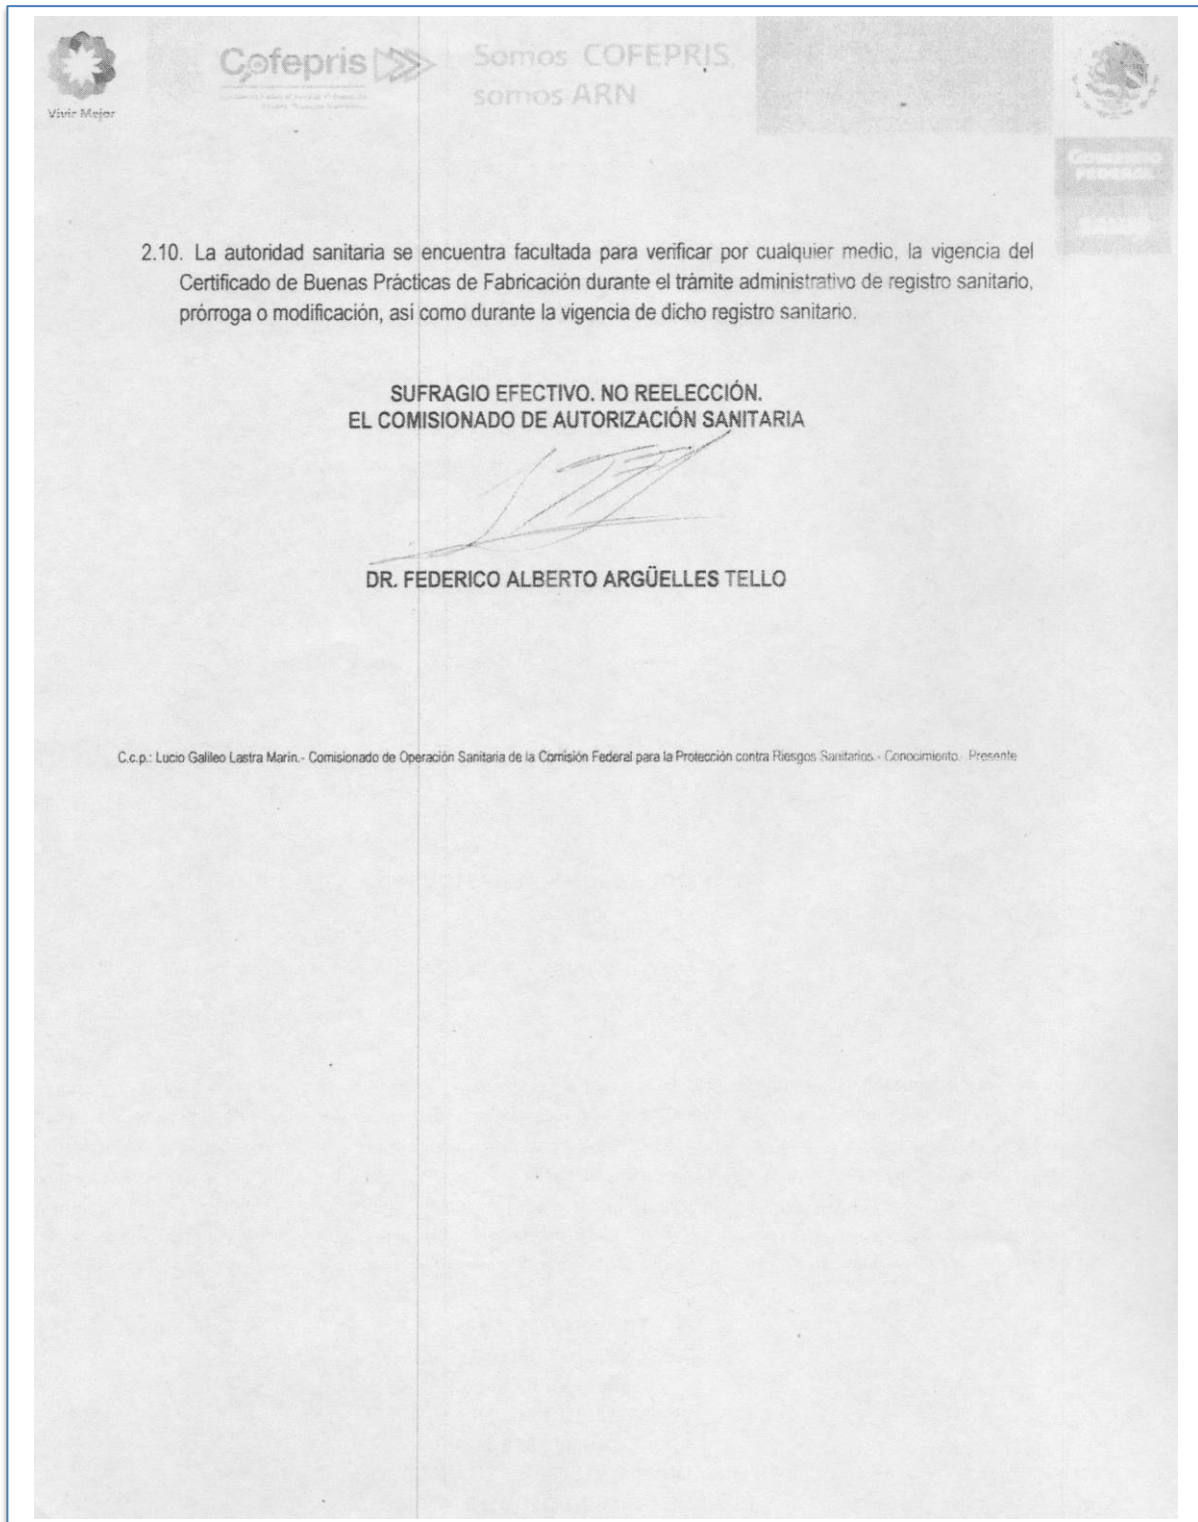 Vivir Mejor
Cofepris
Somos COFEPRIS,
somos ARN
GOBIERNO
FEDERAL
2.10. La autoridad sanitaria se encuentra facultada para verificar por cualquier medio, la vigencia del
Certificado de Buenas Prácticas de Fabricación durante el trámite administrativo de registro sanitario,
prórroga o modificación, así como durante la vigencia de dicho registro sanitario.
SUFRAGIO EFECTIVO. NO REELECCIÓN.
EL COMISIONADO DE AUTORIZACIÓN SANITARIA
DR. FEDERICO ALBERTO ARGÜELLES TELLO
C.c.p.: Lucio Galileo Lastra Marin.- Comisionado de Operación Sanitaria de la Comisión Federal para la Protección contra Riesgos Sanitarios.- Conocimiento.- Presente